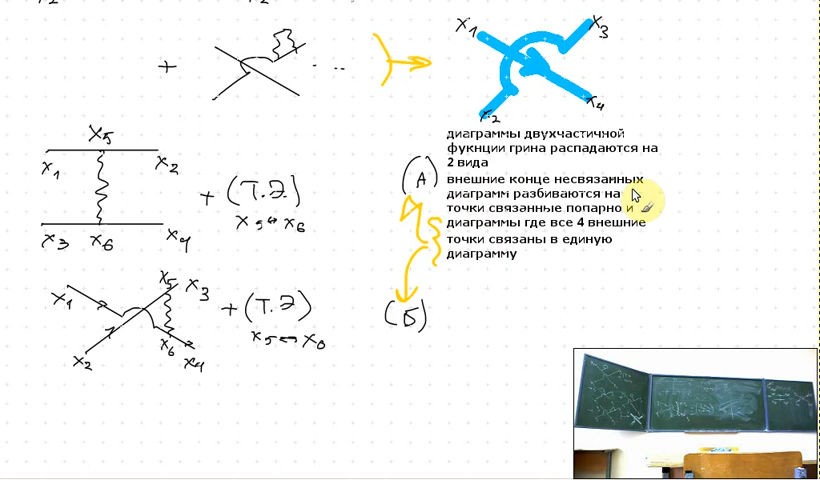 + ...
x1 x3
x2 x4
диаграммы двухчастичной
фукнции грина распадаются на
2 вида
(А)
внешние конце несвязанмых
диаграмм разбиваются на
точки связанные попарно и
диаграммы где все 4 внешние
точки связаны в единую
диаграмму
(Б)
x5
x1 x2
x3 x6 x4
+ (Т.Э)
x5 ↔ x6
x1 x5 x3
x2 x6 x4
+ (Т.Э)
x5 ↔ x6